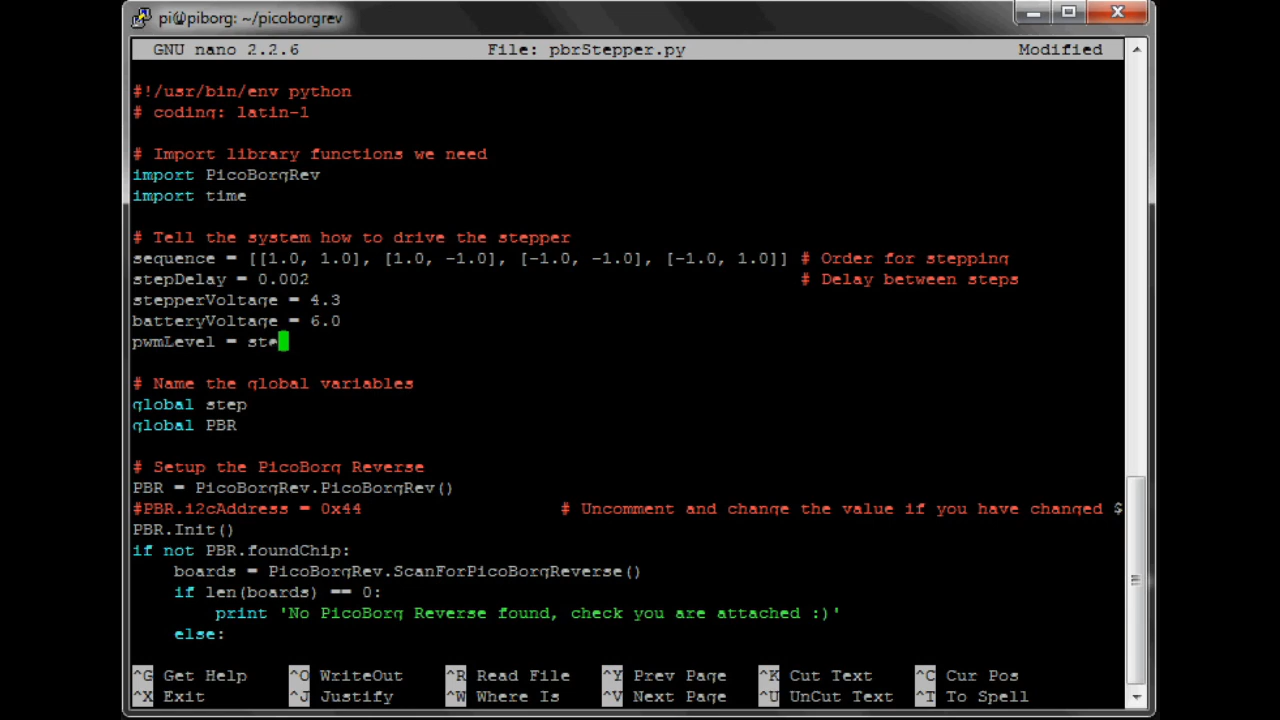 pi@piborg: ~/picoborgrev
GNU nano 2.2.6 File: pbrStepper.py Modified
#!/usr/bin/env python
# coding: latin-1
# Import library functions we need
import PicoBorgRev
import time
# Tell the system how to drive the stepper
sequence = [[1.0, 1.0], [1.0, -1.0], [-1.0, -1.0], [-1.0, 1.0]] # Order for stepping
stepDelay = 0.002 # Delay between steps
stepperVoltage = 4.3
batteryVoltage = 6.0
pwmLevel = ste
# Name the global variables
global step
global PBR
# Setup the PicoBorg Reverse
PBR = PicoBorgRev.PicoBorgRev()
#PBR.i2cAddress = 0x44 # Uncomment and change the value if you have changed $
PBR.Init()
if not PBR.foundChip:
boards = PicoBorgRev.ScanForPicoBorgReverse()
if len(boards) == 0:
print 'No PicoBorg Reverse found, check you are attached :)'
else:
^G Get Help ^O WriteOut ^R Read File ^Y Prev Page ^K Cut Text ^C Cur Pos
^X Exit ^J Justify ^W Where Is ^V Next Page ^U UnCut Text ^T To Spell